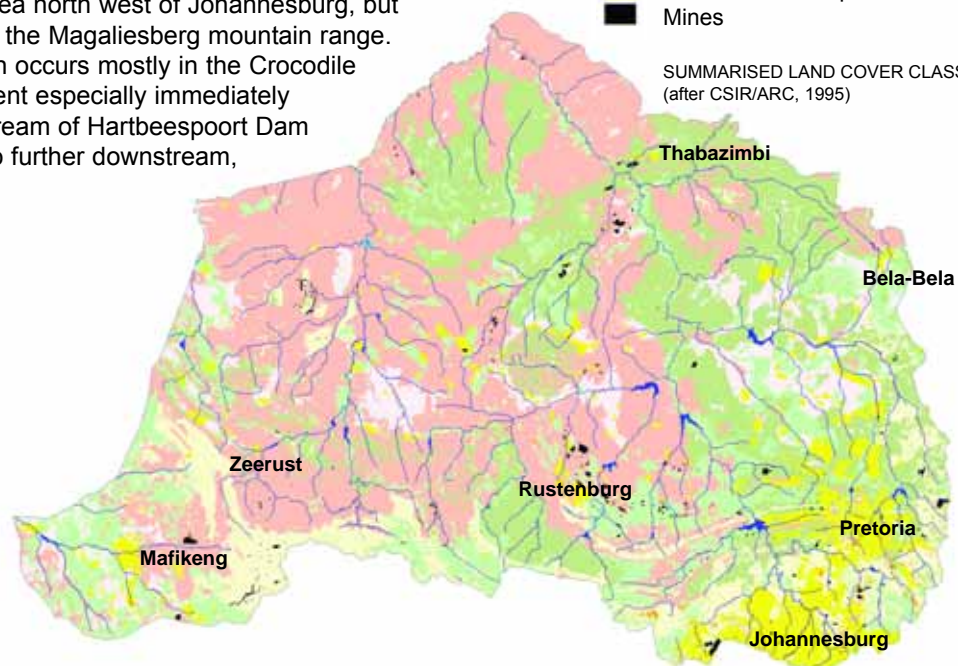 ea north west of Johannesburg, but
the Magaliesberg mountain range.
n occurs mostly in the Crocodile
ent especially immediately
ream of Hartbeespoort Dam
o further downstream,
Mines
SUMMARISED LAND COVER CLASS
(after CSIR/ARC, 1995)
Thabazimbi
Bela-Bela
Zeerust
Rustenburg
Pretoria
Mafikeng
Johannesburg